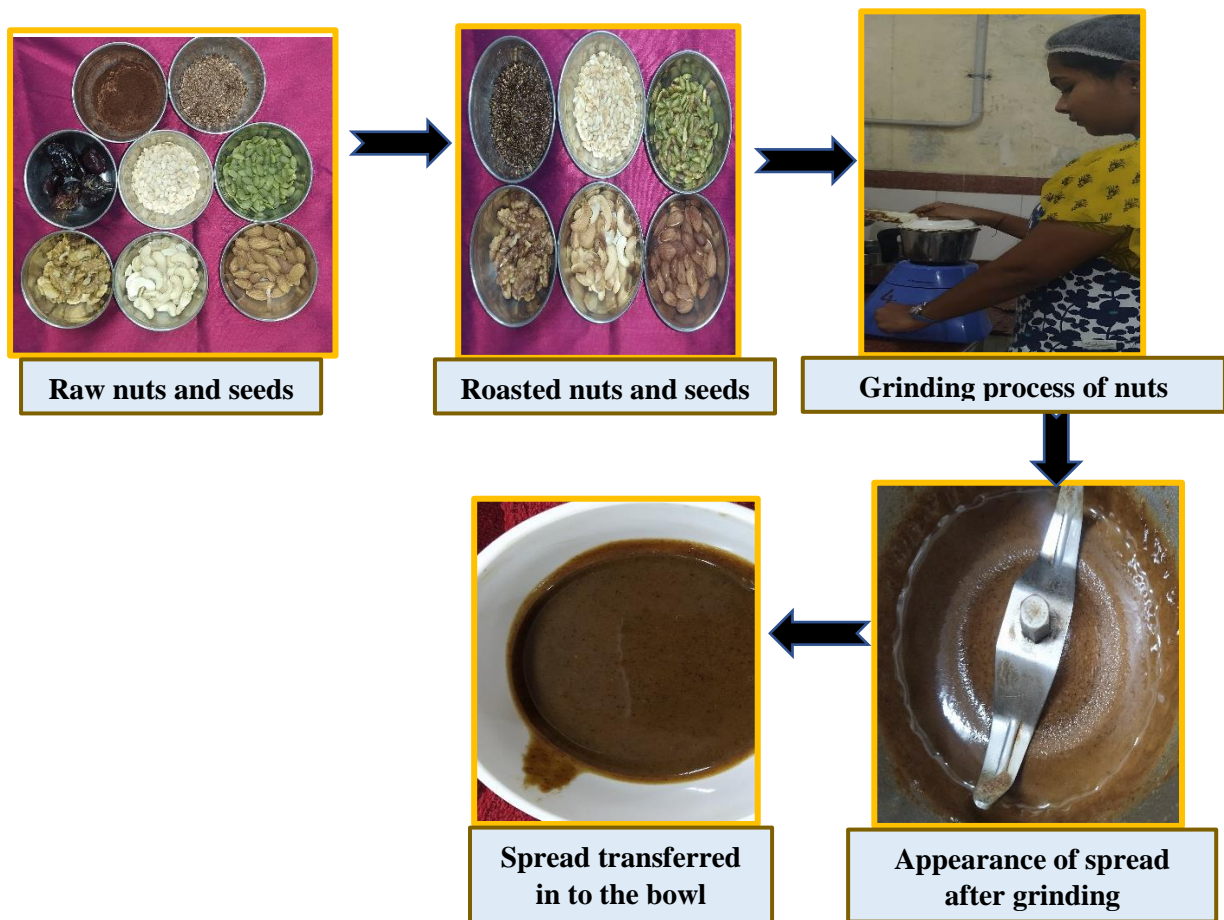 Raw nuts and seeds
Roasted nuts and seeds
Grinding process of nuts
4
Spread transferred
in to the bowl
Appearance of spread
after grinding